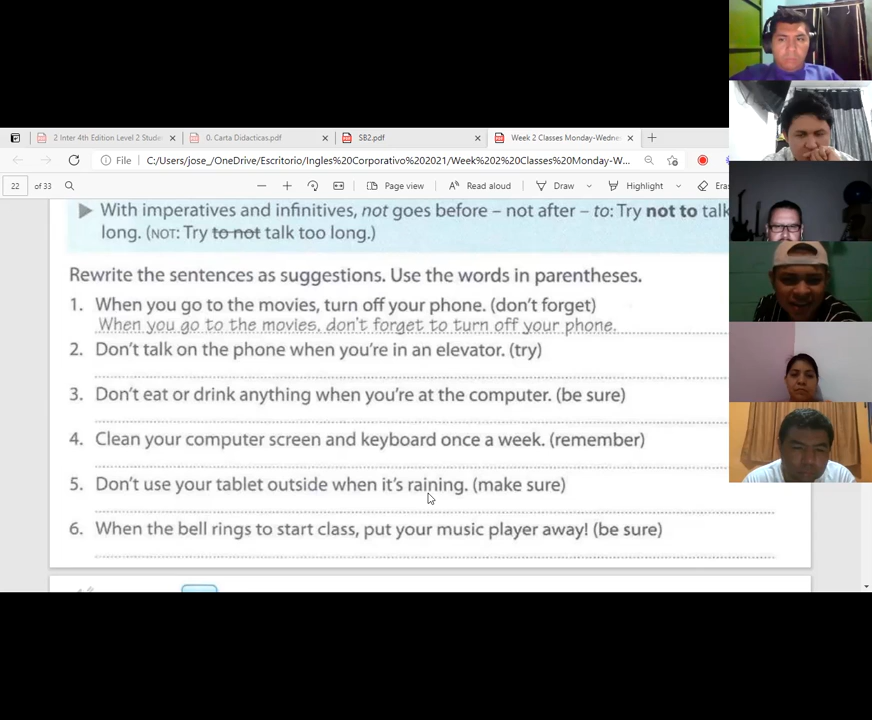 2 Inter 4th Edition Level 2 Stude
0. Carta Didacticas.pdf
SB2.pdf
Week 2 Classes Monday-Wedn
File
C:/Users/jose_/OneDrive/Escritorio/Ingles%20Corporativo%202021/Week%202%20Classes%20Monday-W...
22 of 33
Page view
Read aloud
Draw
Highlight
Eras
With imperatives and infinitives, not goes before – not after – to: Try not to talk
long. (NOT: Try to not talk too long.)
Rewrite the sentences as suggestions. Use the words in parentheses.
1. When you go to the movies, turn off your phone. (don't forget)
When you go to the movies, don't forget to turn off your phone.
2. Don't talk on the phone when you're in an elevator. (try)
3. Don't eat or drink anything when you're at the computer. (be sure)
4. Clean your computer screen and keyboard once a week. (remember)
5. Don't use your tablet outside when it's raining. (make sure)
6. When the bell rings to start class, put your music player away! (be sure)